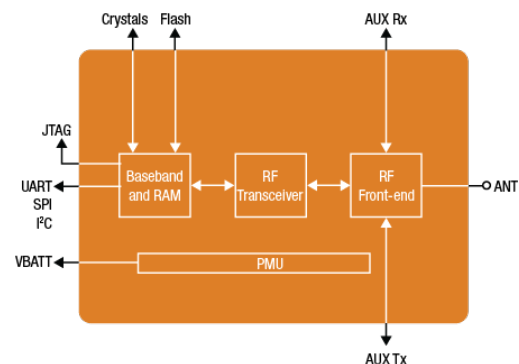 Crystals
Flash
AUX Rx
JTAG
UART
SPI
I²C
Baseband
and RAM
RF
Transceiver
RF
Front-end
ANT
VBATT
PMU
AUX Tx